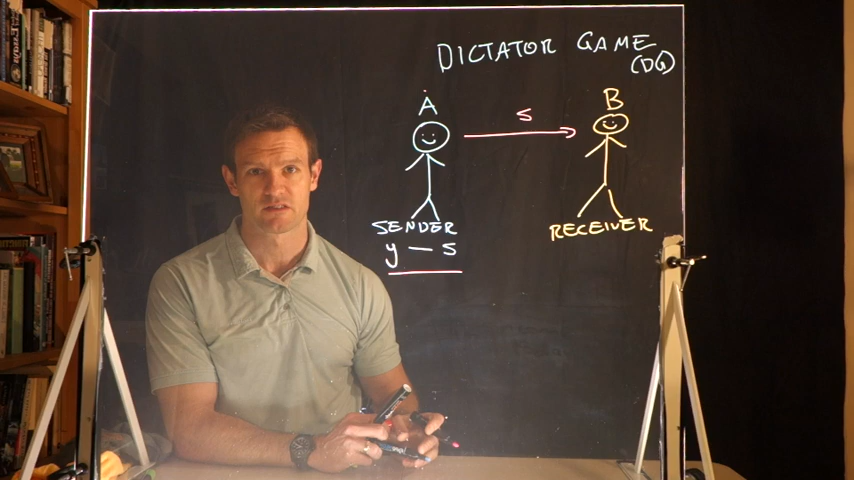 DICTATOR GAME
(DG)
A
B
s
SENDER
RECEIVER
y - s